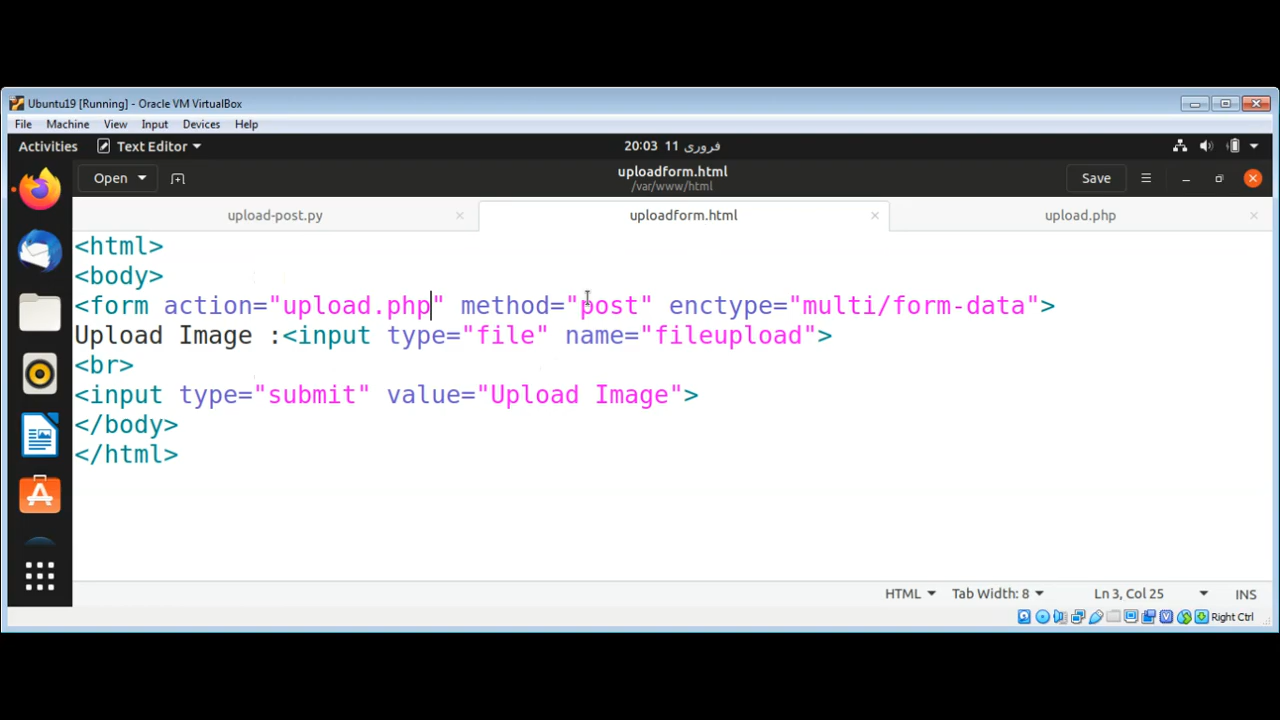 Ubuntu19 [Running] - Oracle VM VirtualBox
File Machine View Input Devices Help
Activities Text Editor 20:03 11 فروری
Open uploadform.html Save
/var/www/html
upload-post.py uploadform.html upload.php
<html>
<body>
<form action="upload.php" method="post" enctype="multi/form-data">
Upload Image :<input type="file" name="fileupload">
<br>
<input type="submit" value="Upload Image">
</body>
</html>
HTML Tab Width: 8 Ln 3, Col 25 INS
Right Ctrl